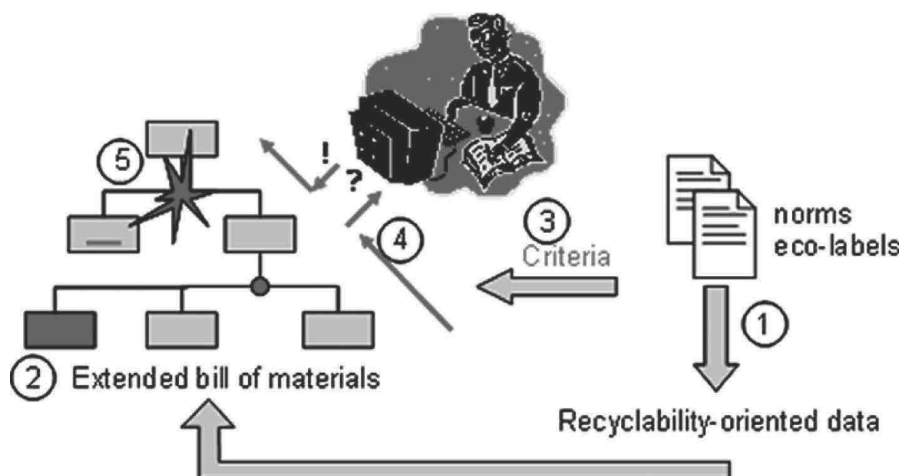 5
!
?
4
3
Criteria
norms
eco-labels
1
2 Extended bill of materials
Recyclability-oriented data